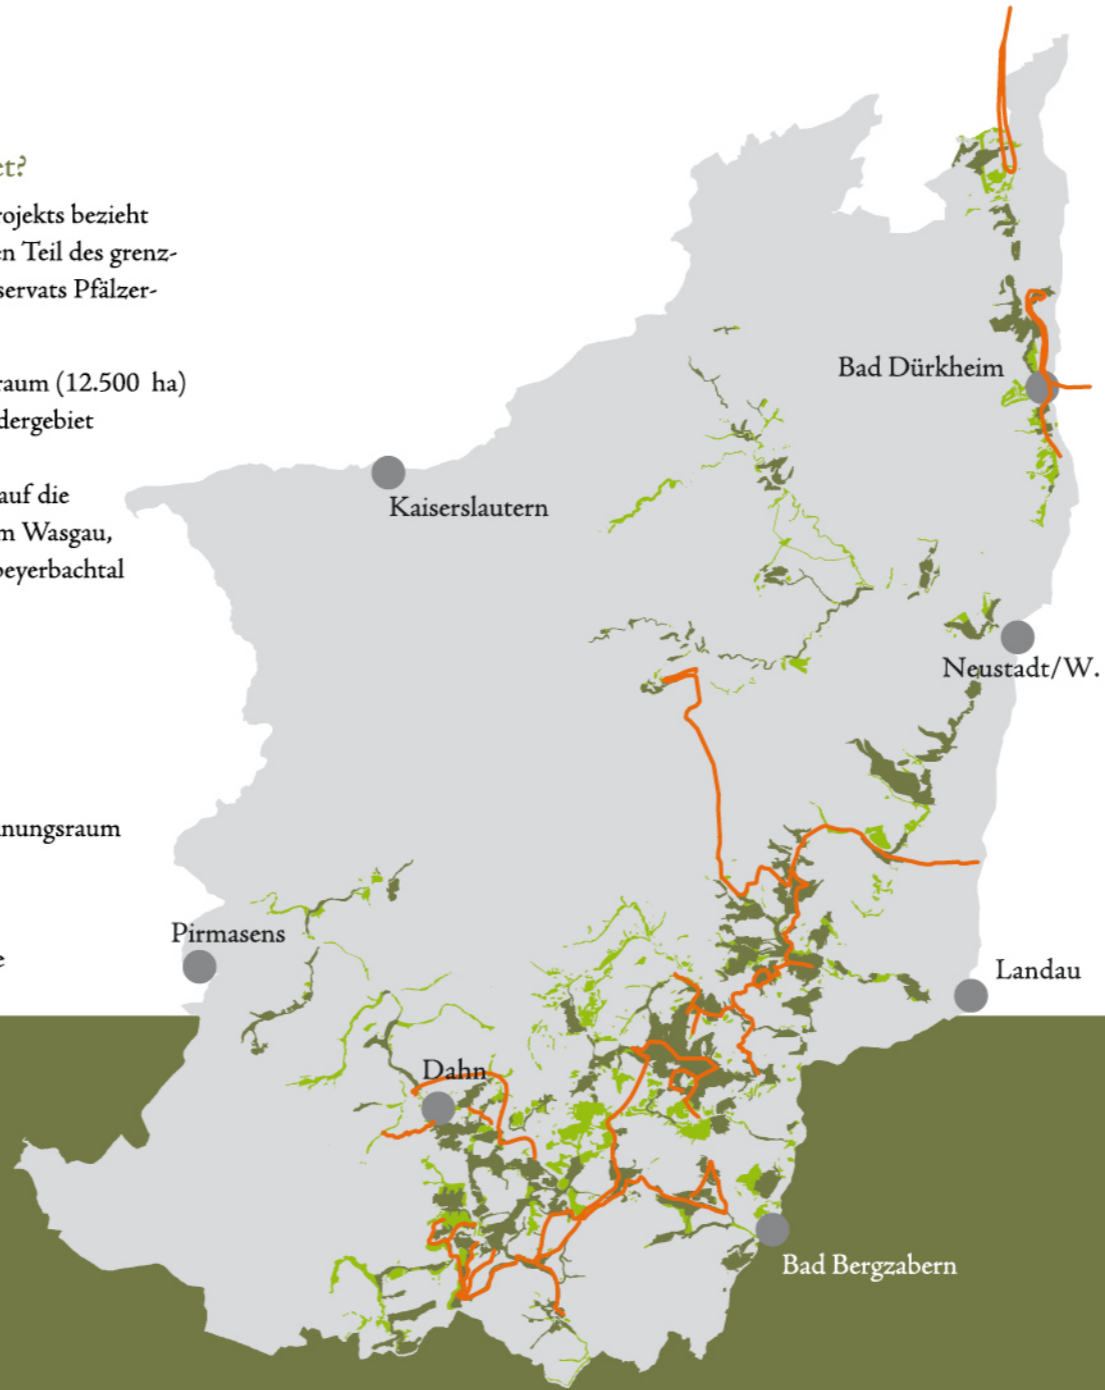 et?
rojekts bezieht
en Teil des grenz-
servats Pfälzer-
raum (12.500 ha)
dergebiet
auf die
m Wasgau,
peyerbachtal
nungsraum
e
Bad Dürkheim
Kaiserslautern
Neustadt/W.
Pirmasens
Landau
Dahn
Bad Bergzabern